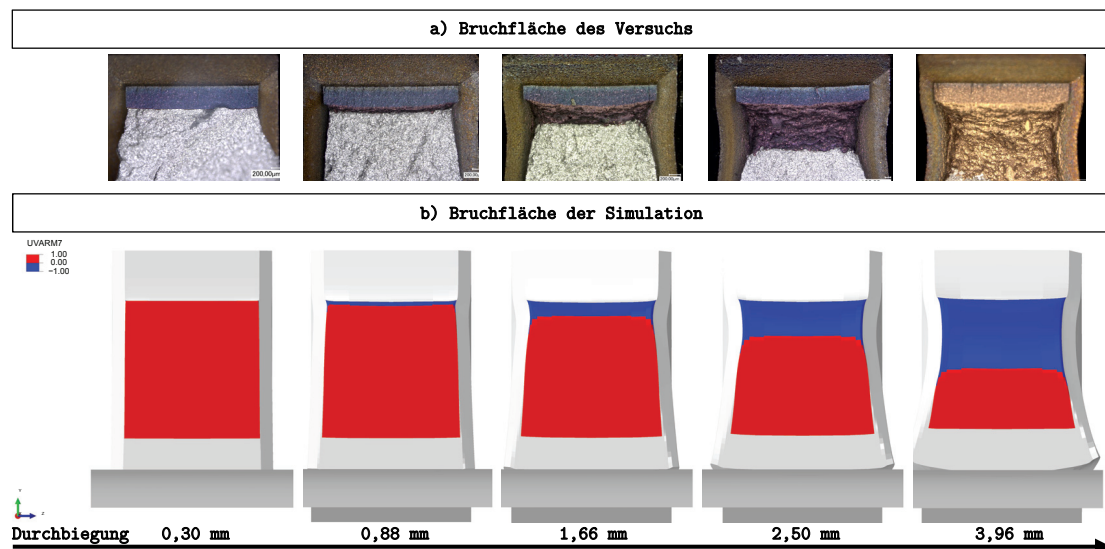 a) Bruchfläche des Versuchs
200.00µm
200.00µm
b) Bruchfläche der Simulation
UVARM7
1.00
0.00
−1.00
Y
Z
Durchbiegung 0,30 mm 0,88 mm 1,66 mm 2,50 mm 3,96 mm